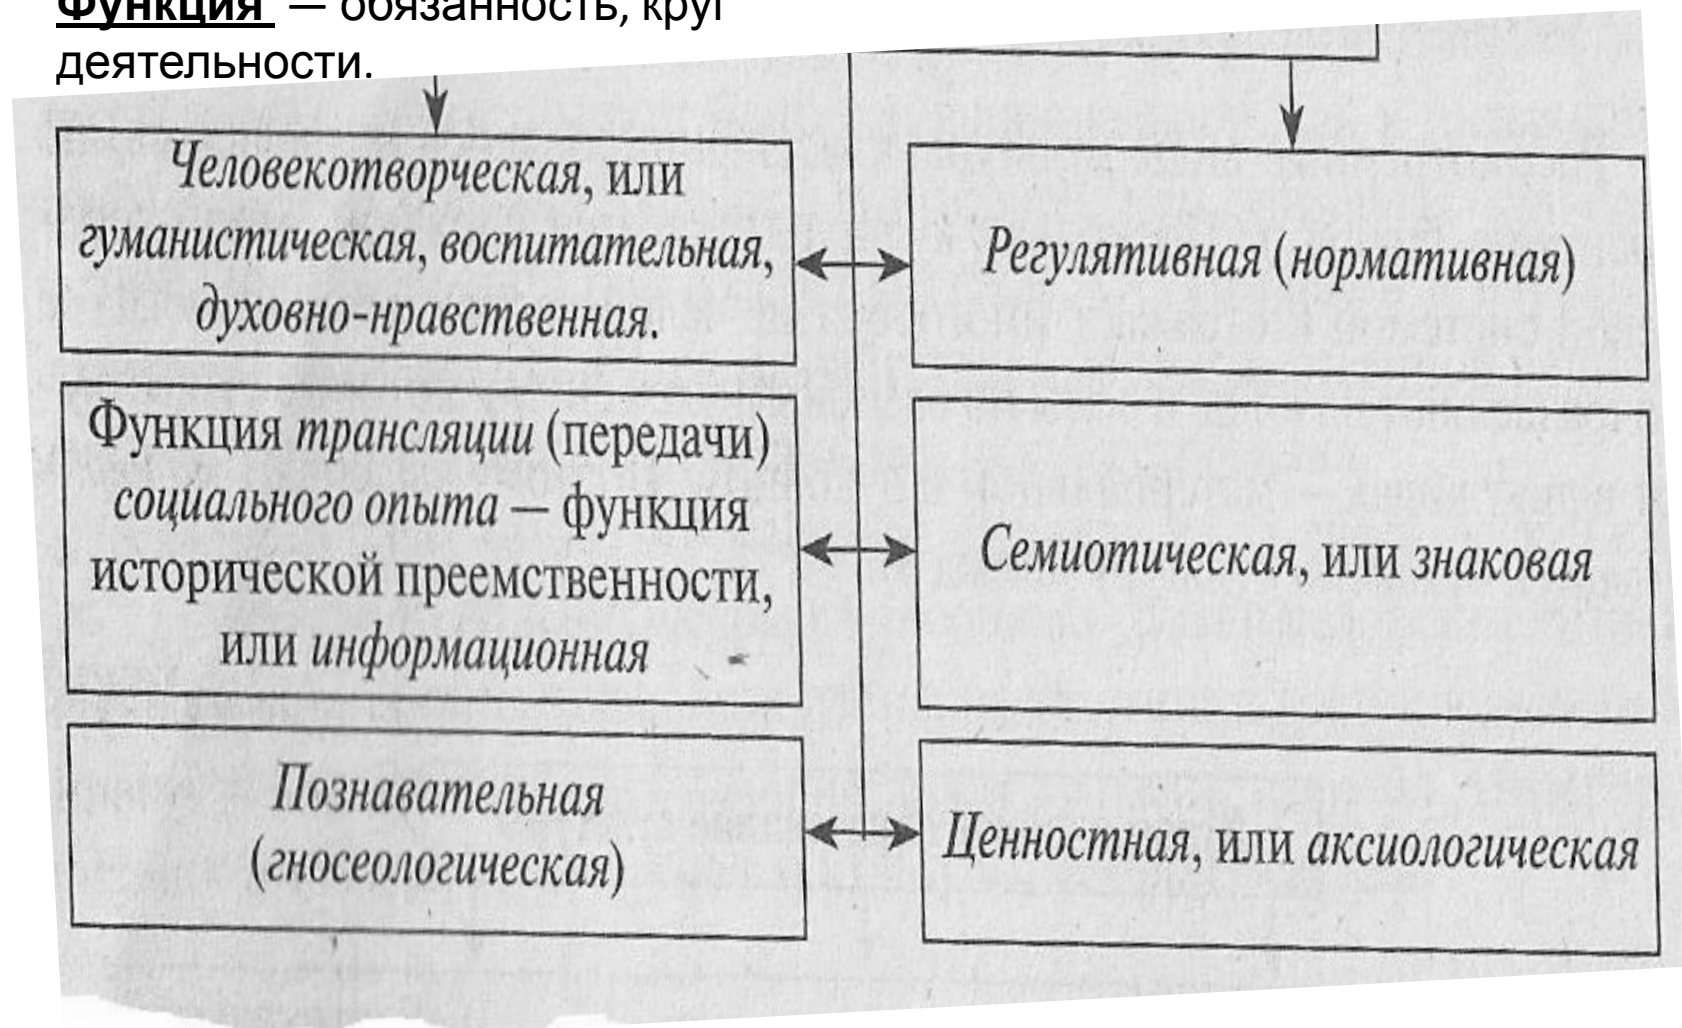 Функция — обязанность, круг
деятельности.
Человекотворческая, или
гуманистическая, воспитательная,
духовно-нравственная.
Регулятивная (нормативная)
Функция трансляции (передачи)
социального опыта — функция
исторической преемственности,
или информационная
Семиотическая, или знаковая
Познавательная
(гносеологическая)
Ценностная, или аксиологическая